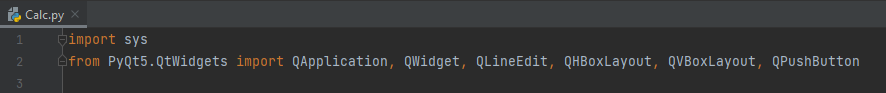 Calc.py
1 import sys
2 from PyQt5.QtWidgets import QApplication, QWidget, QLineEdit, QHBoxLayout, QVBoxLayout, QPushButton
3